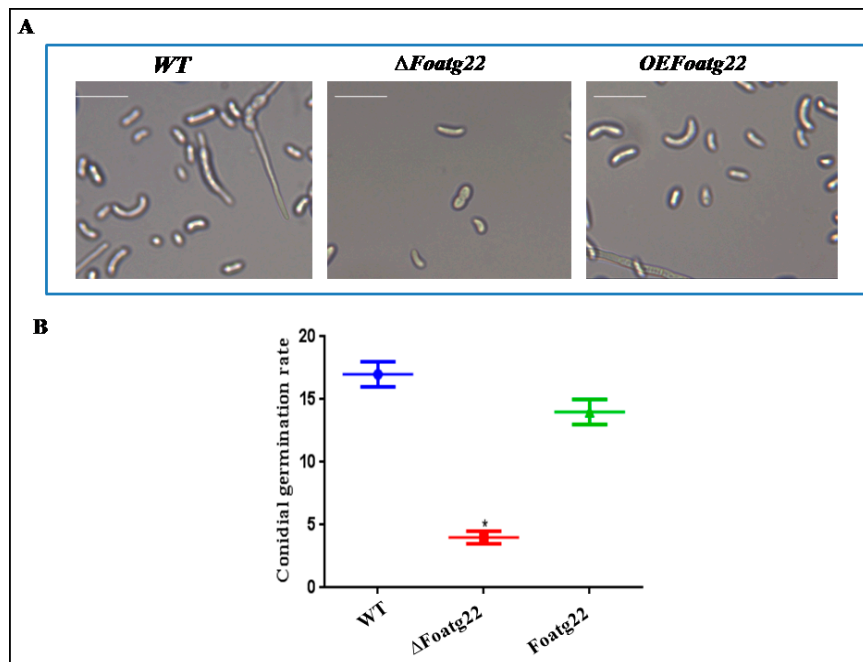 A
WT ΔFoatg22 OEFoatg22
B
Conidial germination rate
20
15
10
5
0
*
WT
ΔFoatg22
Foatg22